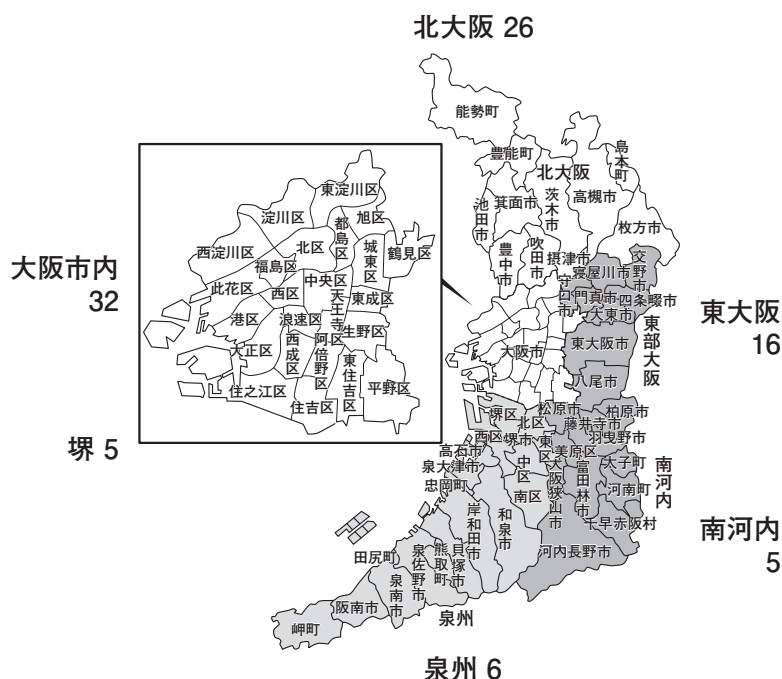 北大阪 26
能勢町
豊能町
北大阪
島本町
高槻市
茨木市
箕面市
池田市
枚方市
豊中市
吹田市
摂津市
交野市
寝屋川市
守口市
門真市
四条畷市
大東市
東大阪市
東部大阪
八尾市
大阪市
東大阪
16
大阪市内
32
東淀川区
淀川区
旭区
都島区
西淀川区
北区
城東区
鶴見区
福島区
中央区
此花区
西区
天王寺区
東成区
港区
浪速区
生野区
大正区
西成区
阿倍野区
東住吉区
平野区
住之江区
住吉区
堺 5
堺区
北区
松原市
柏原市
藤井寺市
西区
堺市
東区
羽曳野市
高石市
美原区
泉大津市
中区
太子町
忠岡町
大阪狭山市
富田林市
南河内
南区
河南町
岸和田市
和泉市
千早赤阪村
南河内
5
河内長野市
田尻町
泉佐野市
熊取町
貝塚市
泉南市
阪南市
岬町
泉州
泉州 6